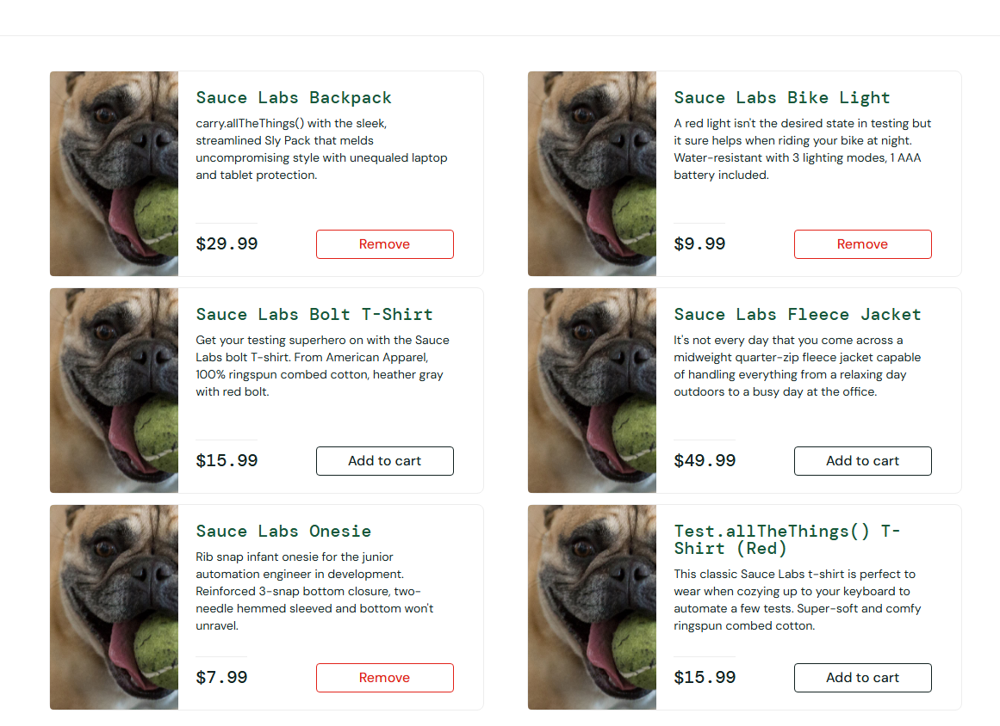 Sauce Labs Backpack
carry.allTheThings() with the sleek,
streamlined Sly Pack that melds
uncompromising style with unequaled laptop
and tablet protection.
$29.99
Remove
Sauce Labs Bike Light
A red light isn't the desired state in testing but
it sure helps when riding your bike at night.
Water-resistant with 3 lighting modes, 1 AAA
battery included.
$9.99
Remove
Sauce Labs Bolt T-Shirt
Get your testing superhero on with the Sauce
Labs bolt T-shirt. From American Apparel,
100% ringspun combed cotton, heather gray
with red bolt.
$15.99
Add to cart
Sauce Labs Fleece Jacket
It's not every day that you come across a
midweight quarter-zip fleece jacket capable
of handling everything from a relaxing day
outdoors to a busy day at the office.
$49.99
Add to cart
Sauce Labs Onesie
Rib snap infant onesie for the junior
automation engineer in development.
Reinforced 3-snap bottom closure, two-
needle hemmed sleeved and bottom won't
unravel.
$7.99
Remove
Test.allTheThings() T-
Shirt (Red)
This classic Sauce Labs t-shirt is perfect to
wear when cozying up to your keyboard to
automate a few tests. Super-soft and comfy
ringspun combed cotton.
$15.99
Add to cart